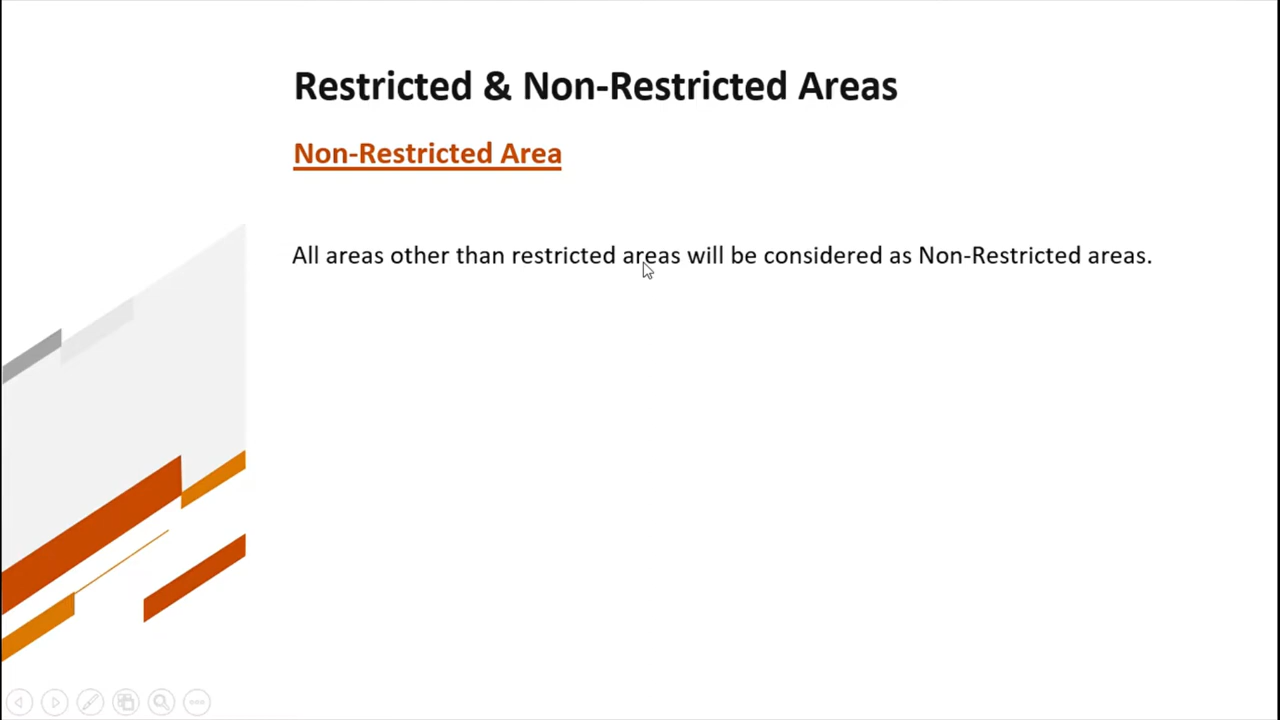 Restricted & Non-Restricted Areas
Non-Restricted Area
All areas other than restricted areas will be considered as Non-Restricted areas.